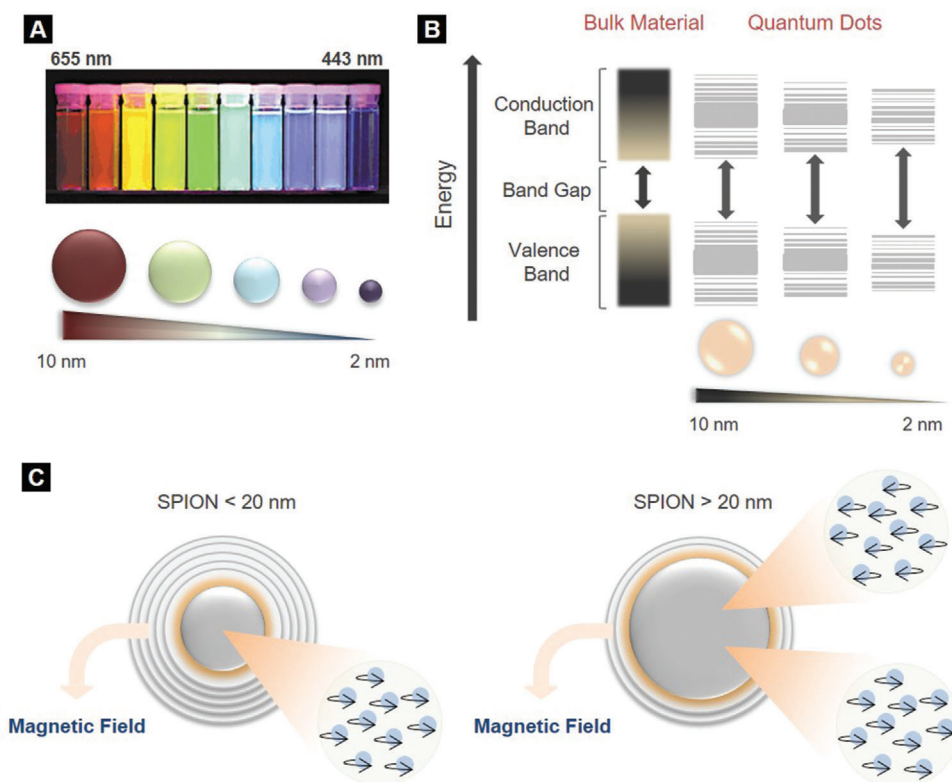 A
655 nm
443 nm
10 nm
2 nm
B
Bulk Material
Quantum Dots
Energy
Conduction
Band
Band Gap
Valence
Band
10 nm
2 nm
C
SPION < 20 nm
SPION > 20 nm
Magnetic Field
Magnetic Field